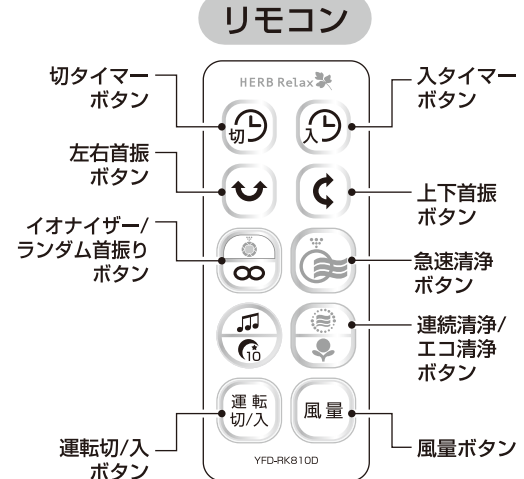 リモコン
HERB Relax
切タイマー
ボタン
入タイマー
ボタン
切
入
左右首振
ボタン
上下首振
ボタン
イオナイザー/
ランダム首振り
ボタン
急速清浄
ボタン
連続清浄/
エコ清浄
ボタン
10
運転
切/入
風量
運転切/入
ボタン
風量ボタン
YFD-RK810D